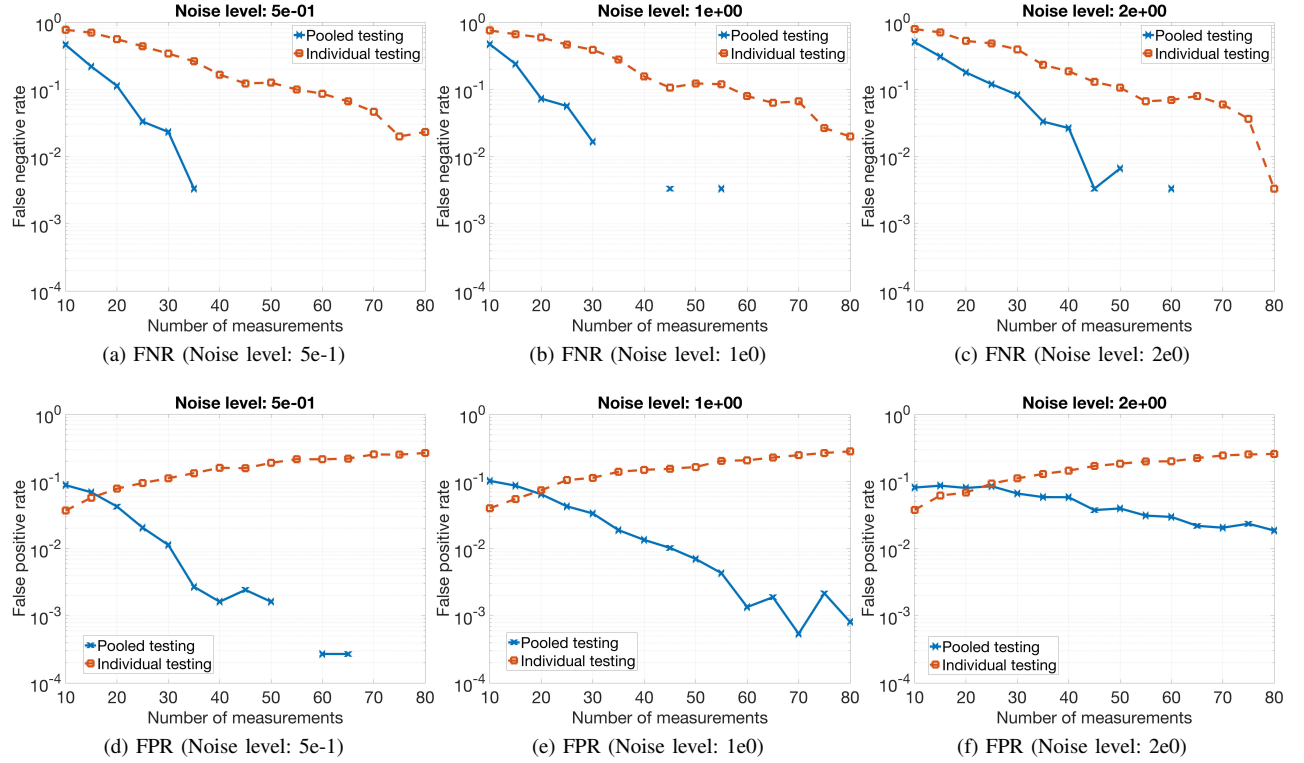 Noise level: 5e-01
Pooled testing
Individual testing
False negative rate
10^0
10^-1
10^-2
10^-3
10^-4
10 20 30 40 50 60 70 80
Number of measurements
(a) FNR (Noise level: 5e-1)
Noise level: 1e+00
Pooled testing
Individual testing
False negative rate
10^0
10^-1
10^-2
10^-3
10^-4
10 20 30 40 50 60 70 80
Number of measurements
(b) FNR (Noise level: 1e0)
Noise level: 2e+00
Pooled testing
Individual testing
False negative rate
10^0
10^-1
10^-2
10^-3
10^-4
10 20 30 40 50 60 70 80
Number of measurements
(c) FNR (Noise level: 2e0)
Noise level: 5e-01
False positive rate
10^0
10^-1
10^-2
10^-3
10^-4
Pooled testing
Individual testing
10 20 30 40 50 60 70 80
Number of measurements
(d) FPR (Noise level: 5e-1)
Noise level: 1e+00
False positive rate
10^0
10^-1
10^-2
10^-3
10^-4
Pooled testing
Individual testing
10 20 30 40 50 60 70 80
Number of measurements
(e) FPR (Noise level: 1e0)
Noise level: 2e+00
False positive rate
10^0
10^-1
10^-2
10^-3
10^-4
Pooled testing
Individual testing
10 20 30 40 50 60 70 80
Number of measurements
(f) FPR (Noise level: 2e0)